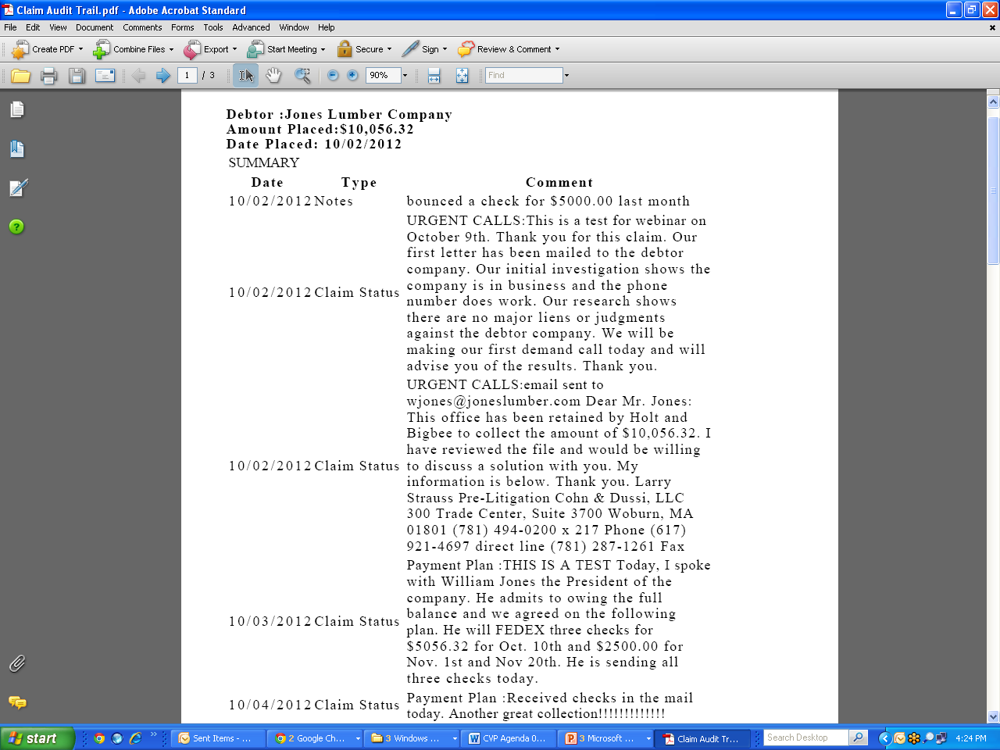 Claim Audit Trail.pdf - Adobe Acrobat Standard
File Edit View Document Comments Forms Tools Advanced Window Help
Create PDF Combine Files Export Start Meeting Secure Sign Review & Comment
1 / 3 90% Find
Debtor :Jones Lumber Company
Amount Placed:$10,056.32
Date Placed: 10/02/2012
SUMMARY
Date Type Comment
10/02/2012 Notes bounced a check for $5000.00 last month
URGENT CALLS:This is a test for webinar on
October 9th. Thank you for this claim. Our
first letter has been mailed to the debtor
company. Our initial investigation shows the
10/02/2012 Claim Status company is in business and the phone
number does work. Our research shows
there are no major liens or judgments
against the debtor company. We will be
making our first demand call today and will
advise you of the results. Thank you.
URGENT CALLS:email sent to
wjones@joneslumber.com Dear Mr. Jones:
This office has been retained by Holt and
Bigbee to collect the amount of $10,056.32. I
have reviewed the file and would be willing
10/02/2012 Claim Status to discuss a solution with you. My
information is below. Thank you. Larry
Strauss Pre-Litigation Cohn & Dussi, LLC
300 Trade Center, Suite 3700 Woburn, MA
01801 (781) 494-0200 x 217 Phone (617)
921-4697 direct line (781) 287-1261 Fax
Payment Plan :THIS IS A TEST Today, I spoke
with William Jones the President of the
company. He admits to owing the full
balance and we agreed on the following
10/03/2012 Claim Status plan. He will FEDEX three checks for
$5056.32 for Oct. 10th and $2500.00 for
Nov. 1st and Nov 20th. He is sending all
three checks today.
10/04/2012 Claim Status Payment Plan :Received checks in the mail
today. Another great collection!!!!!!!!!!!!!
start Sent Items - ... 2 Google Ch... 3 Windows ... CVP Agenda 0... 3 Microsoft ... Claim Audit Tr... Search Desktop 4:24 PM